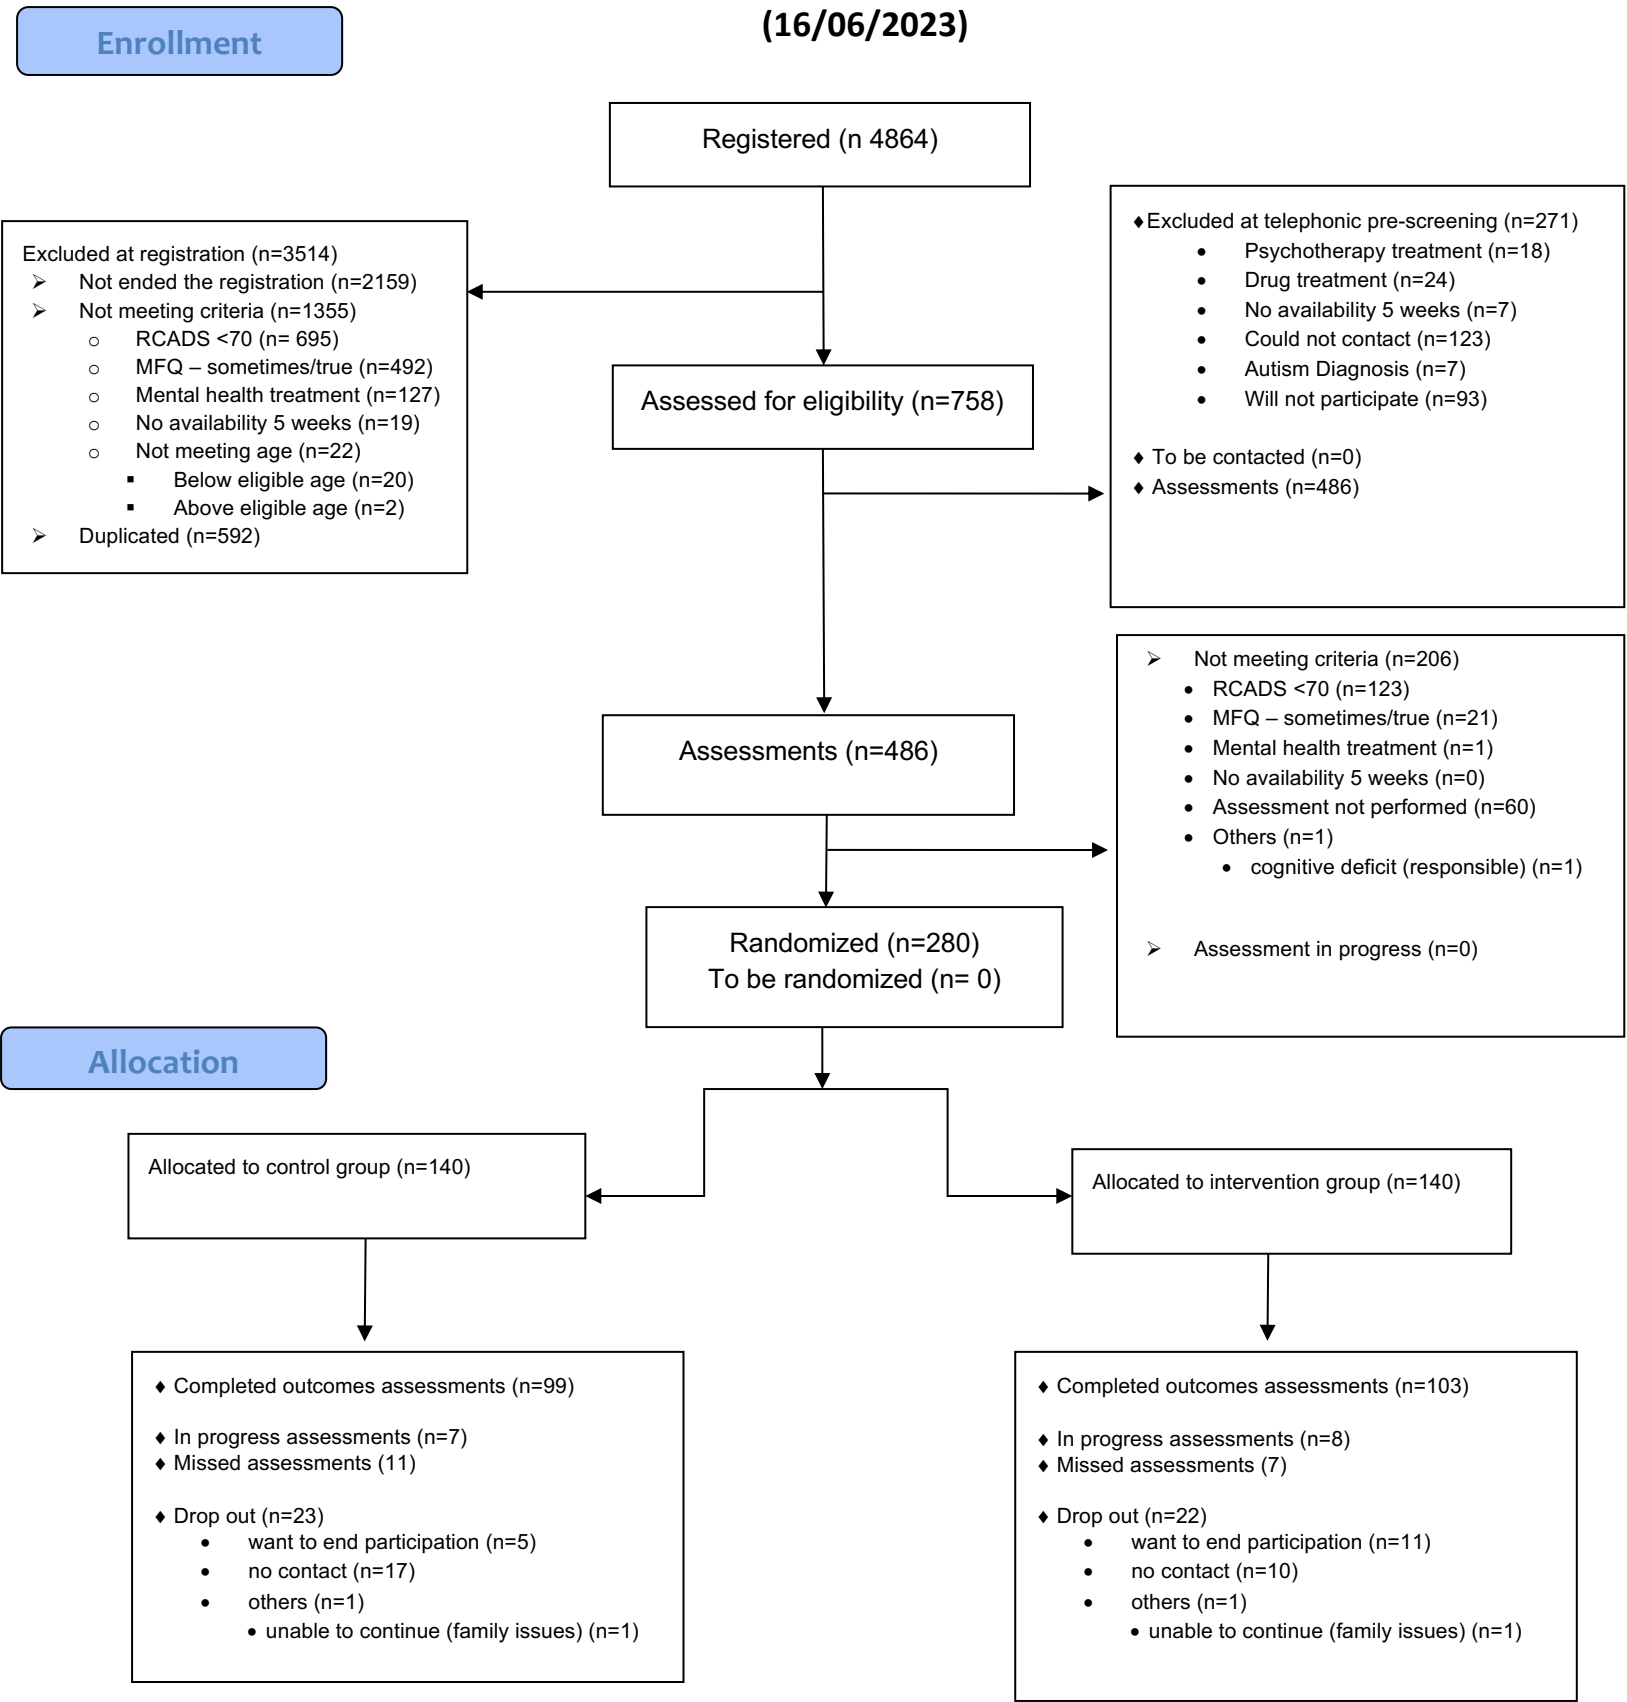 (16/06/2023)
Enrollment
Registered (n 4864)
Excluded at registration (n=3514)
➢ Not ended the registration (n=2159)
➢ Not meeting criteria (n=1355)
o RCADS <70 (n= 695)
o MFQ – sometimes/true (n=492)
o Mental health treatment (n=127)
o No availability 5 weeks (n=19)
o Not meeting age (n=22)
▪ Below eligible age (n=20)
▪ Above eligible age (n=2)
➢ Duplicated (n=592)
♦Excluded at telephonic pre-screening (n=271)
• Psychotherapy treatment (n=18)
• Drug treatment (n=24)
• No availability 5 weeks (n=7)
• Could not contact (n=123)
• Autism Diagnosis (n=7)
• Will not participate (n=93)
♦ To be contacted (n=0)
♦ Assessments (n=486)
Assessed for eligibility (n=758)
Assessments (n=486)
➢ Not meeting criteria (n=206)
• RCADS <70 (n=123)
• MFQ – sometimes/true (n=21)
• Mental health treatment (n=1)
• No availability 5 weeks (n=0)
• Assessment not performed (n=60)
• Others (n=1)
• cognitive deficit (responsible) (n=1)
➢ Assessment in progress (n=0)
Randomized (n=280)
To be randomized (n= 0)
Allocation
Allocated to control group (n=140)
Allocated to intervention group (n=140)
♦ Completed outcomes assessments (n=99)
♦ In progress assessments (n=7)
♦ Missed assessments (11)
♦ Drop out (n=23)
• want to end participation (n=5)
• no contact (n=17)
• others (n=1)
• unable to continue (family issues) (n=1)
♦ Completed outcomes assessments (n=103)
♦ In progress assessments (n=8)
♦ Missed assessments (7)
♦ Drop out (n=22)
• want to end participation (n=11)
• no contact (n=10)
• others (n=1)
• unable to continue (family issues) (n=1)